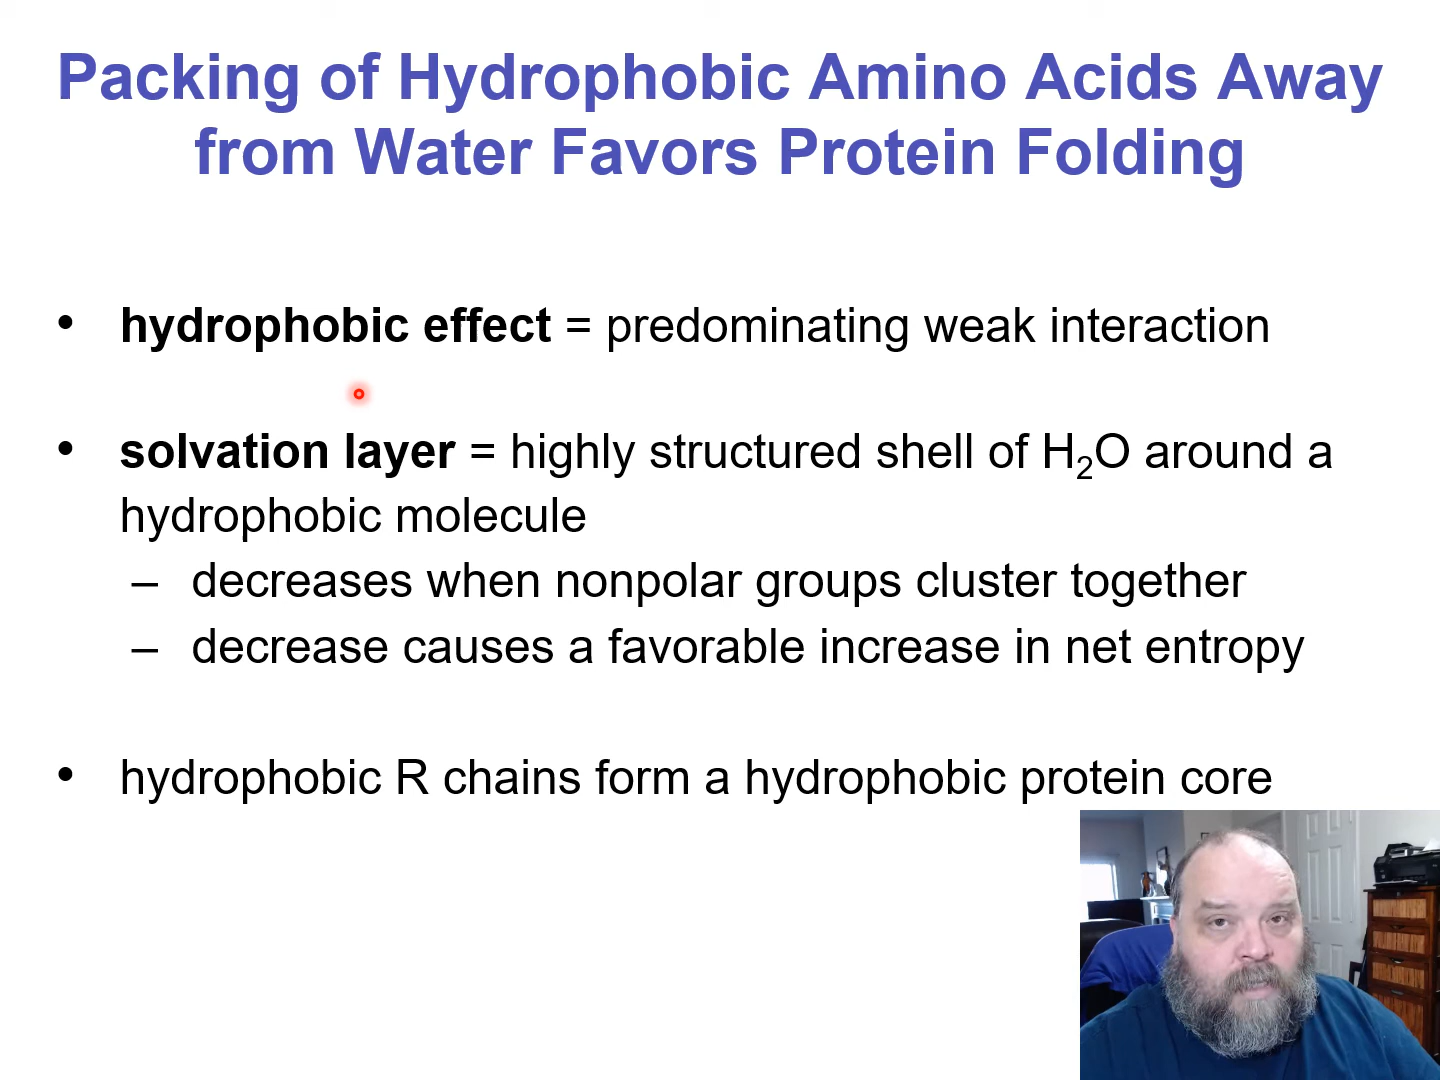 Packing of Hydrophobic Amino Acids Away
from Water Favors Protein Folding
• hydrophobic effect = predominating weak interaction
• solvation layer = highly structured shell of H₂O around a
hydrophobic molecule
– decreases when nonpolar groups cluster together
– decrease causes a favorable increase in net entropy
• hydrophobic R chains form a hydrophobic protein core